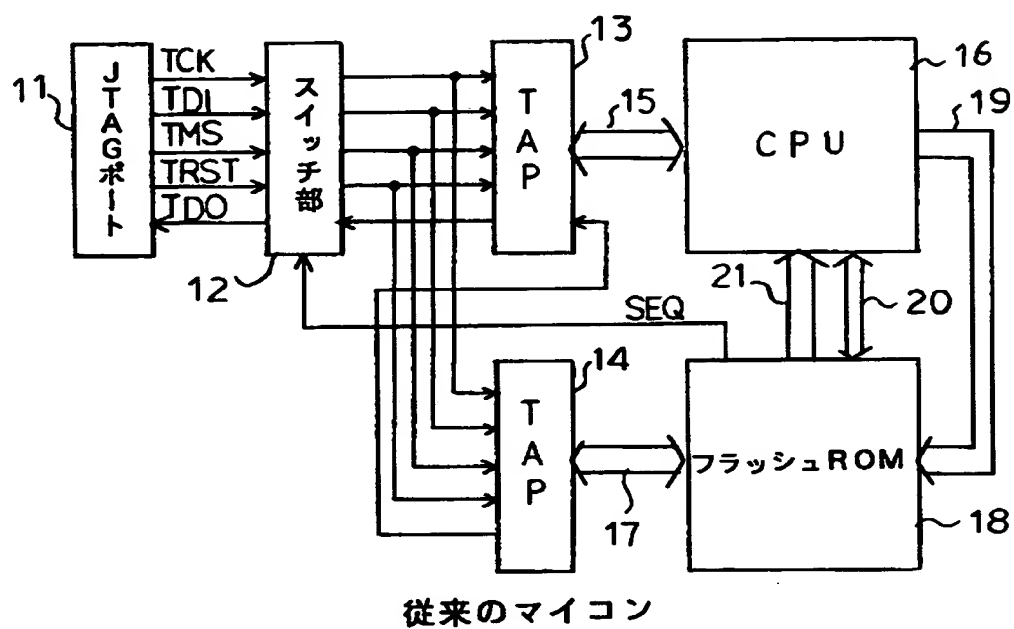 11
JTAGポート
TCK
TDI
TMS
TRST
TDO
スイッチ部
12
TAP
13
15
CPU
16
19
21
20
SEQ
TAP
14
17
フラッシュROM
18
従来のマイコン